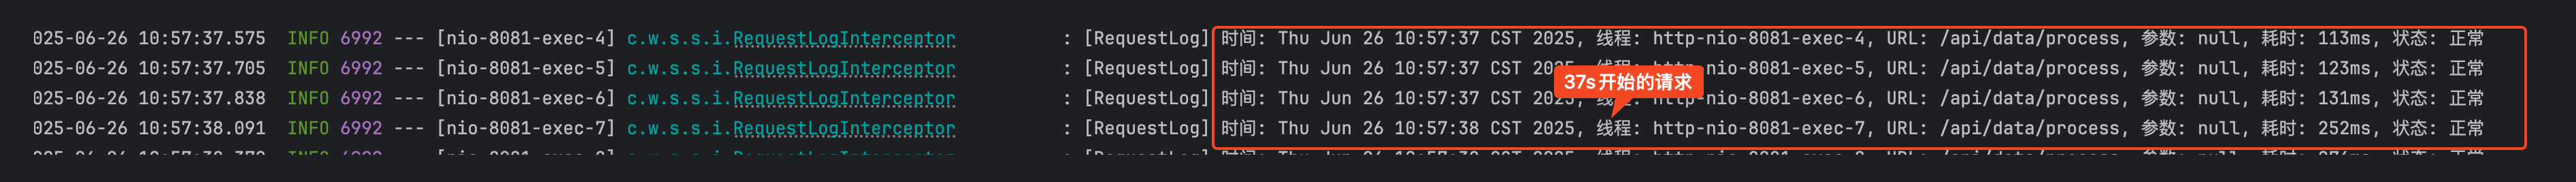 025-06-26 10:57:37.575  INFO 6992 --- [nio-8081-exec-4] c.w.s.s.i.RequestLogInterceptor          : [RequestLog] 时间: Thu Jun 26 10:57:37 CST 2025, 线程: http-nio-8081-exec-4, URL: /api/data/process, 参数: null, 耗时: 113ms, 状态: 正常
025-06-26 10:57:37.705  INFO 6992 --- [nio-8081-exec-5] c.w.s.s.i.RequestLogInterceptor          : [RequestLog] 时间: Thu Jun 26 10:57:37 CST 2025, 线程: http-nio-8081-exec-5, URL: /api/data/process, 参数: null, 耗时: 123ms, 状态: 正常
37s开始的请求
025-06-26 10:57:37.838  INFO 6992 --- [nio-8081-exec-6] c.w.s.s.i.RequestLogInterceptor          : [RequestLog] 时间: Thu Jun 26 10:57:37 CST 2025, 线程: http-nio-8081-exec-6, URL: /api/data/process, 参数: null, 耗时: 131ms, 状态: 正常
025-06-26 10:57:38.091  INFO 6992 --- [nio-8081-exec-7] c.w.s.s.i.RequestLogInterceptor          : [RequestLog] 时间: Thu Jun 26 10:57:38 CST 2025, 线程: http-nio-8081-exec-7, URL: /api/data/process, 参数: null, 耗时: 252ms, 状态: 正常